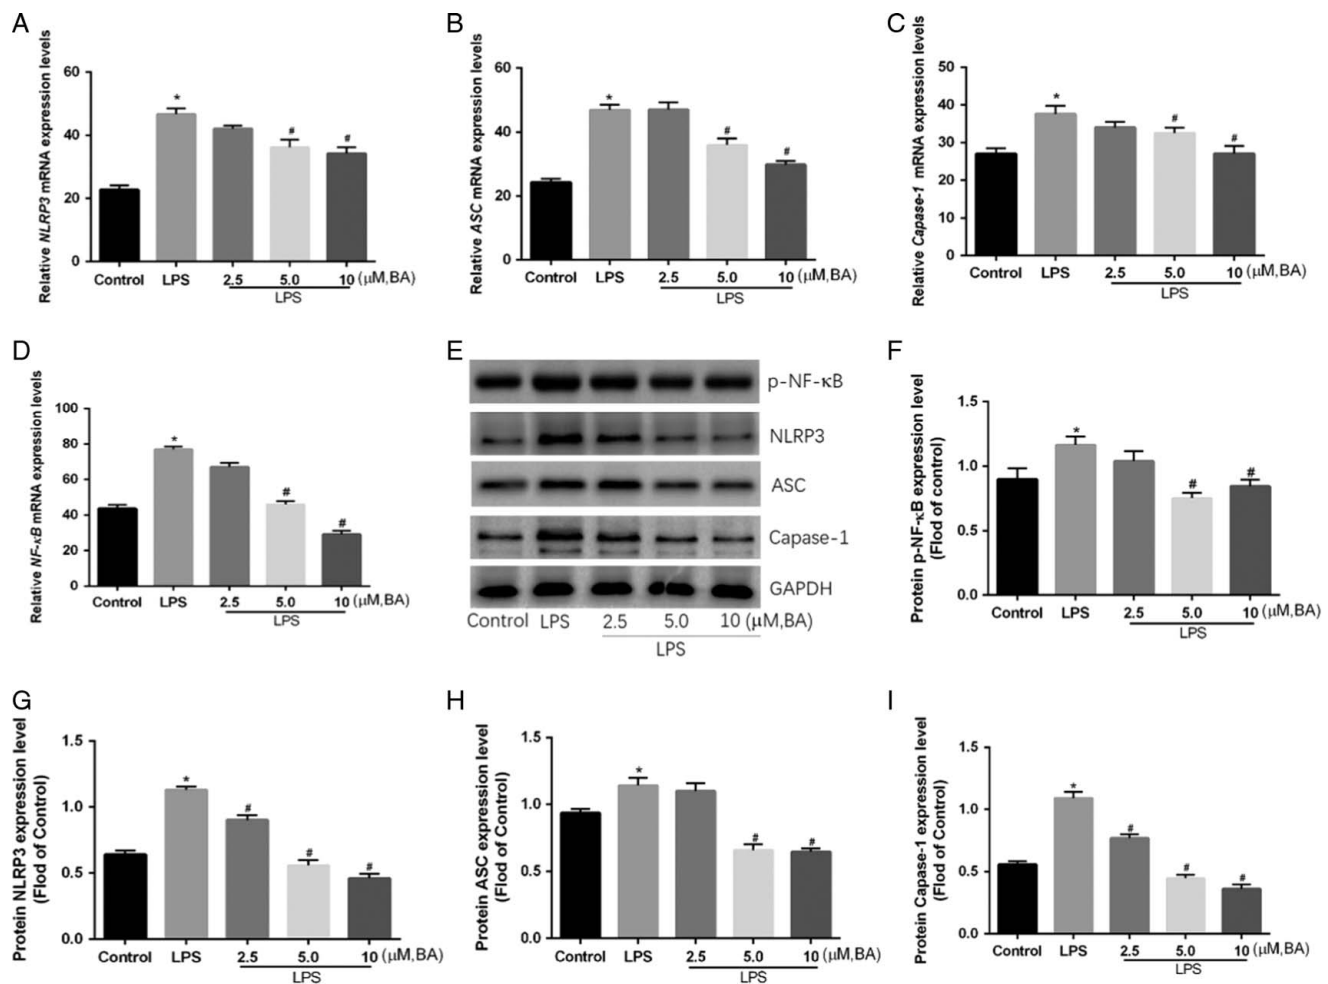 A
Relative NLRP3 mRNA expression levels
60
40
20
0
*
#
#
Control LPS 2.5 5.0 10 (μM,BA)
LPS
B
Relative ASC mRNA expression levels
60
40
20
0
*
#
#
Control LPS 2.5 5.0 10 (μM,BA)
LPS
C
Relative Capase-1 mRNA expression levels
50
40
30
20
10
0
*
#
#
Control LPS 2.5 5.0 10 (μM,BA)
LPS
D
Relative NF-κB mRNA expression levels
100
80
60
40
20
0
*
#
#
Control LPS 2.5 5.0 10 (μM,BA)
LPS
E
p-NF-κB
NLRP3
ASC
Capase-1
GAPDH
Control LPS 2.5 5.0 10 (μM,BA)
LPS
F
Protein p-NF-κB expression level
(Flod of control)
1.5
1.0
0.5
0.0
*
#
#
Control LPS 2.5 5.0 10 (μM,BA)
LPS
G
Protein NLRP3 expression level
(Flod of Control)
1.5
1.0
0.5
0.0
*
#
#
#
Control LPS 2.5 5.0 10 (μM,BA)
LPS
H
Protein ASC expression level
(Flod of Control)
1.5
1.0
0.5
0.0
*
#
#
Control LPS 2.5 5.0 10 (μM,BA)
LPS
I
Protein Capase-1 expression level
(Flod of Control)
1.5
1.0
0.5
0.0
*
#
#
#
Control LPS 2.5 5.0 10 (μM,BA)
LPS